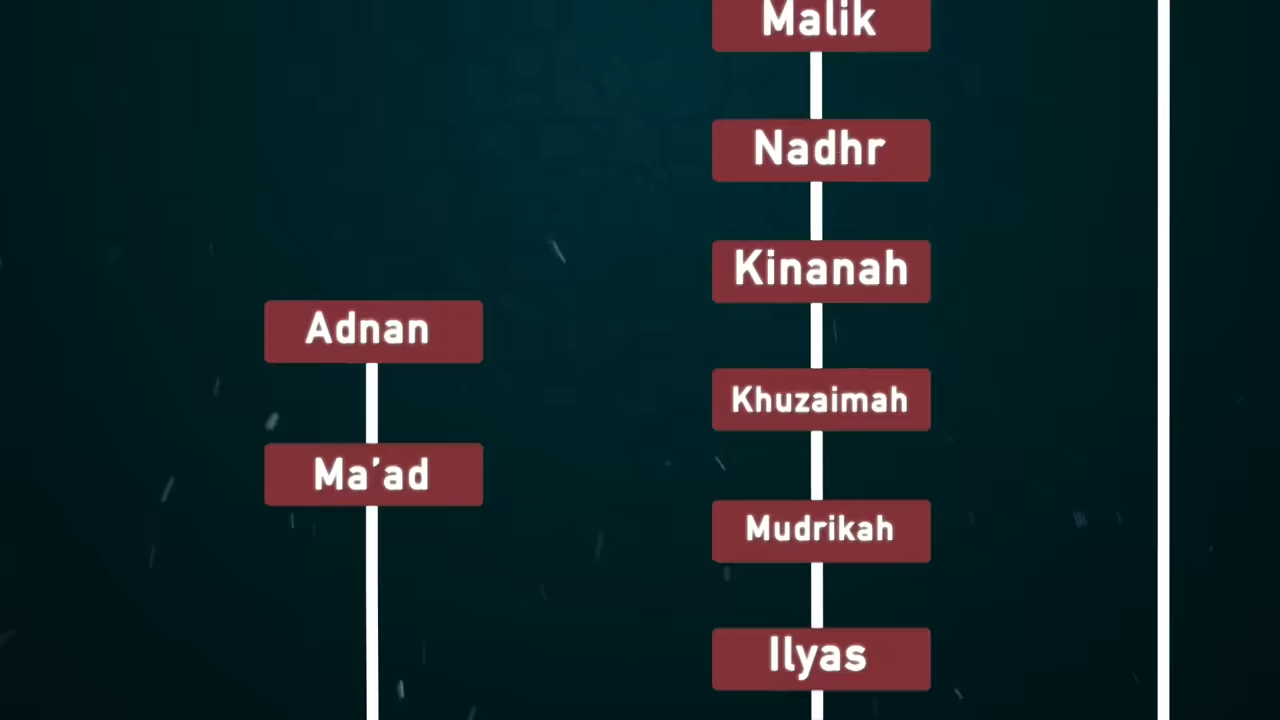 Malik
Nadhr
Kinanah
Adnan
Khuzaimah
Ma'ad
Mudrikah
Ilyas